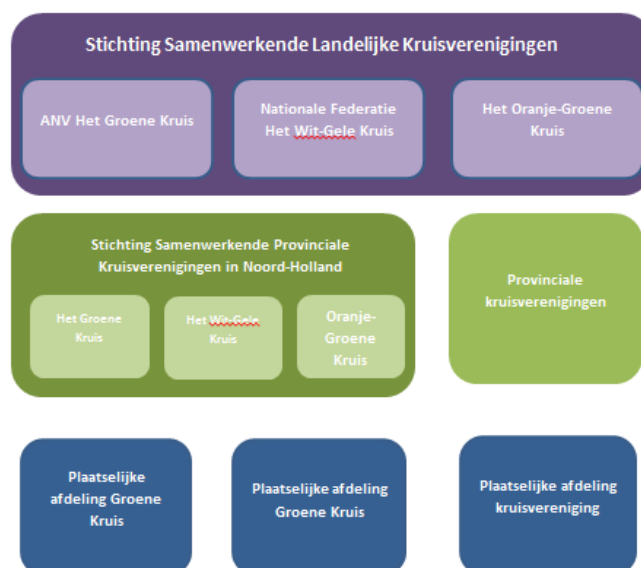 Stichting Samenwerkende Landelijke Kruisverenigingen
ANV Het Groene Kruis
Nationale Federatie
Het Wit-Gele Kruis
Het Oranje-Groene
Kruis
Stichting Samenwerkende Provinciale
Kruisverenigingen in Noord-Holland
Het Groene
Kruis
Het Wit-Gele
Kruis
Oranje-
Groene
Kruis
Provinciale
kruisverenigingen
Plaatselijke
afdeling Groene
Kruis
Plaatselijke afdeling
Groene Kruis
Plaatselijke afdeling
kruisvereniging